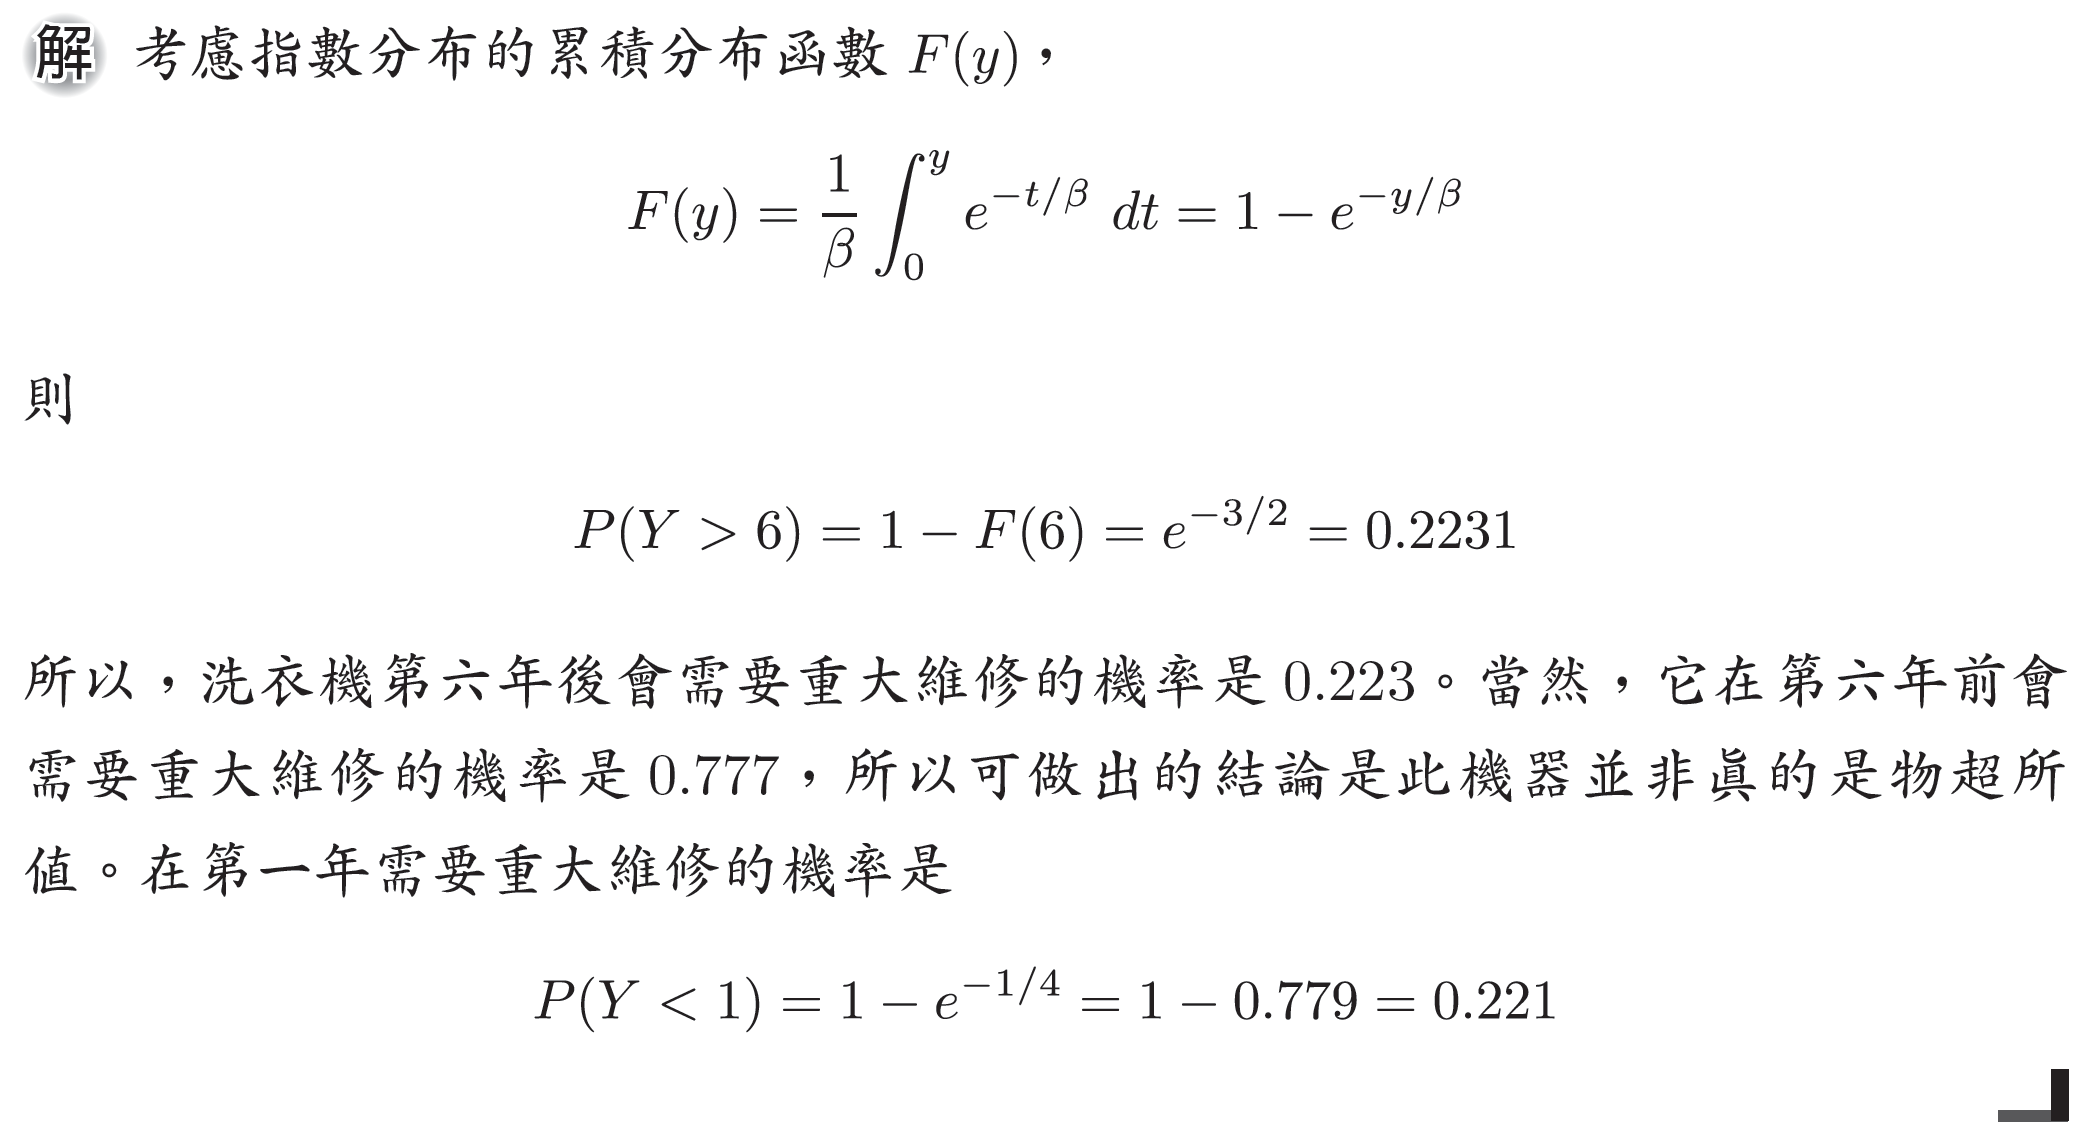 解 考慮指數分布的累積分布函數 F(y)，
F(y) = \frac{1}{β} \int_0^y e^{-t/β} dt = 1 − e^{-y/β}
則
P(Y > 6) = 1 − F(6) = e^{-3/2} = 0.2231
所以，洗衣機第六年後會需要重大維修的機率是 0.223。當然，它在第六年前會
需要重大維修的機率是 0.777，所以可做出的結論是此機器並非真的是物超所
值。在第一年需要重大維修的機率是
P(Y < 1) = 1 − e^{-1/4} = 1 − 0.779 = 0.221